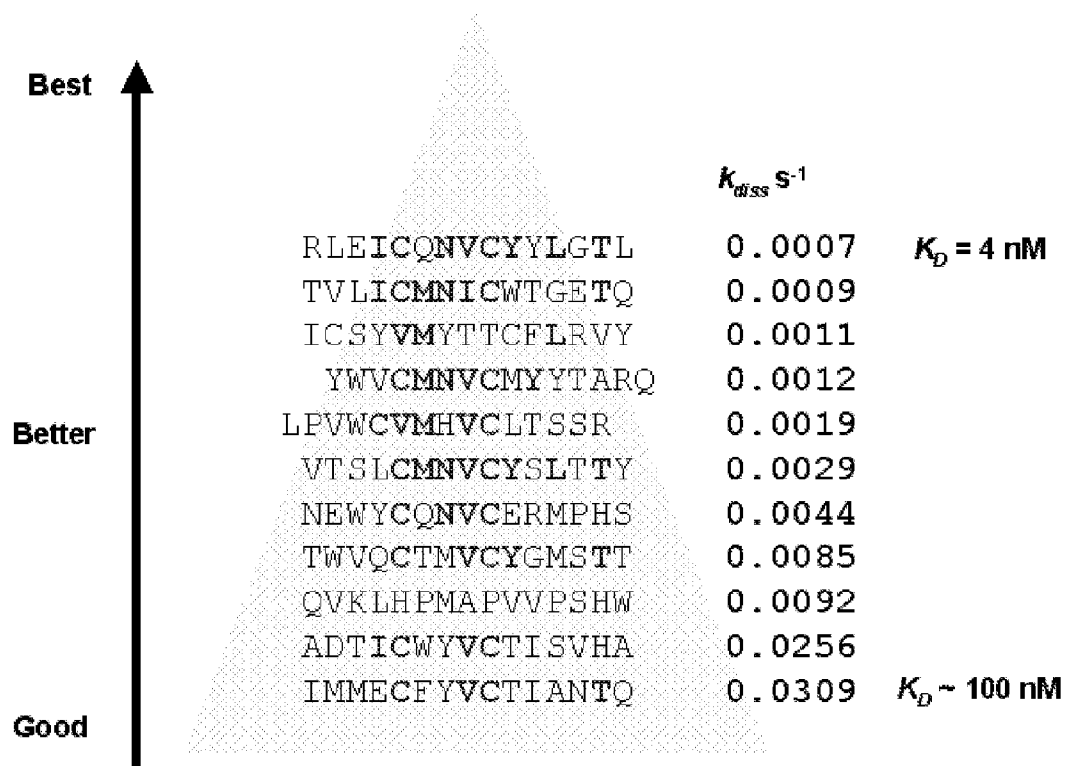 Best
k_diss s⁻¹
RLEICQNVCYYLGTL 0.0007 K_D = 4 nM
TVLICMNICWTGETQ 0.0009
ICSYVMYTTCFLRVY 0.0011
YWVCMNVCMYYTARQ 0.0012
Better LPVWCVMHVCLTSSR 0.0019
VTSLCMNVCYSLTTY 0.0029
NEWYCQNVCERMPHS 0.0044
TWVQCTMVCYGMSTT 0.0085
QVKLHPMAPVVPSHW 0.0092
ADTICWYVCTISVHA 0.0256
IMMECFYVCTIANTQ 0.0309 K_D ~ 100 nM
Good